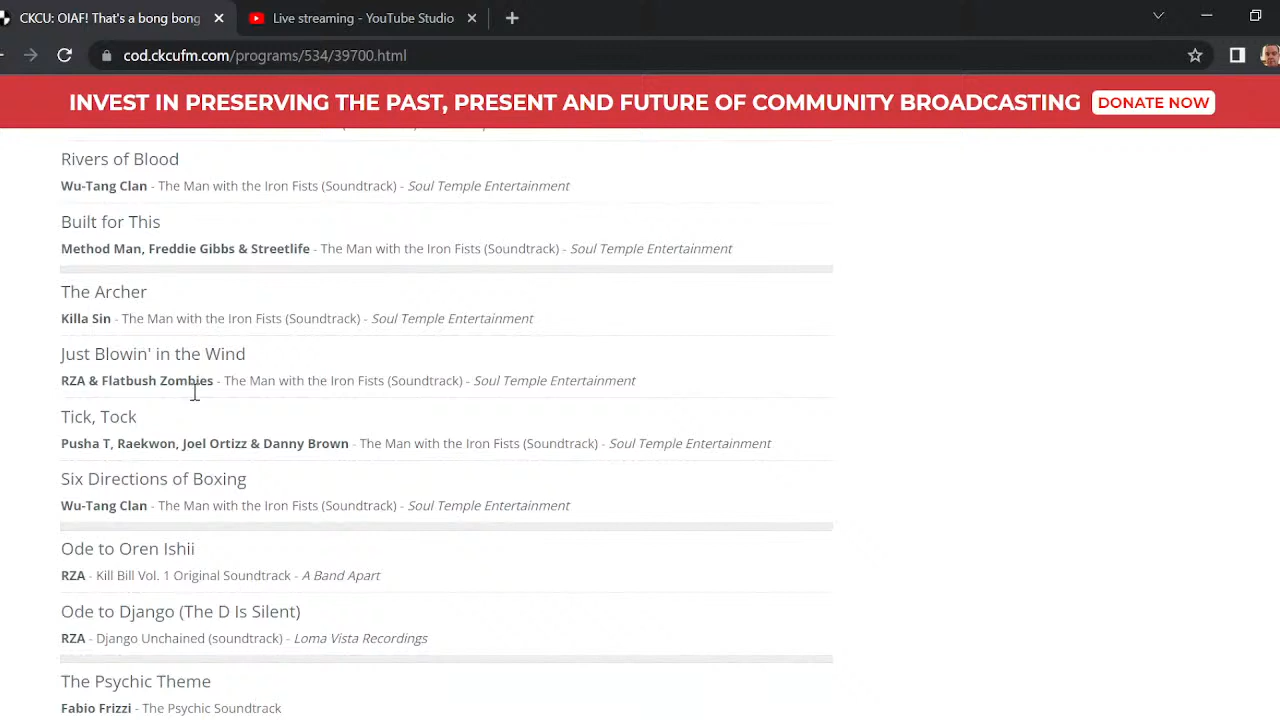 CKCU: OIAF! That's a bong bong
Live streaming - YouTube Studio
cod.ckcufm.com/programs/534/39700.html
INVEST IN PRESERVING THE PAST, PRESENT AND FUTURE OF COMMUNITY BROADCASTING DONATE NOW
Rivers of Blood
Wu-Tang Clan - The Man with the Iron Fists (Soundtrack) - Soul Temple Entertainment
Built for This
Method Man, Freddie Gibbs & Streetlife - The Man with the Iron Fists (Soundtrack) - Soul Temple Entertainment
The Archer
Killa Sin - The Man with the Iron Fists (Soundtrack) - Soul Temple Entertainment
Just Blowin' in the Wind
RZA & Flatbush Zombies - The Man with the Iron Fists (Soundtrack) - Soul Temple Entertainment
Tick, Tock
Pusha T, Raekwon, Joel Ortizz & Danny Brown - The Man with the Iron Fists (Soundtrack) - Soul Temple Entertainment
Six Directions of Boxing
Wu-Tang Clan - The Man with the Iron Fists (Soundtrack) - Soul Temple Entertainment
Ode to Oren Ishii
RZA - Kill Bill Vol. 1 Original Soundtrack - A Band Apart
Ode to Django (The D Is Silent)
RZA - Django Unchained (soundtrack) - Loma Vista Recordings
The Psychic Theme
Fabio Frizzi - The Psychic Soundtrack